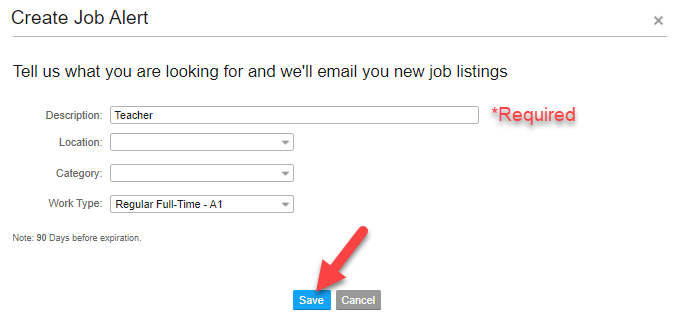 Create Job Alert ×
Tell us what you are looking for and we'll email you new job listings
Description: Teacher *Required
Location:
Category:
Work Type: Regular Full-Time - A1
Note: 90 Days before expiration.
Save Cancel